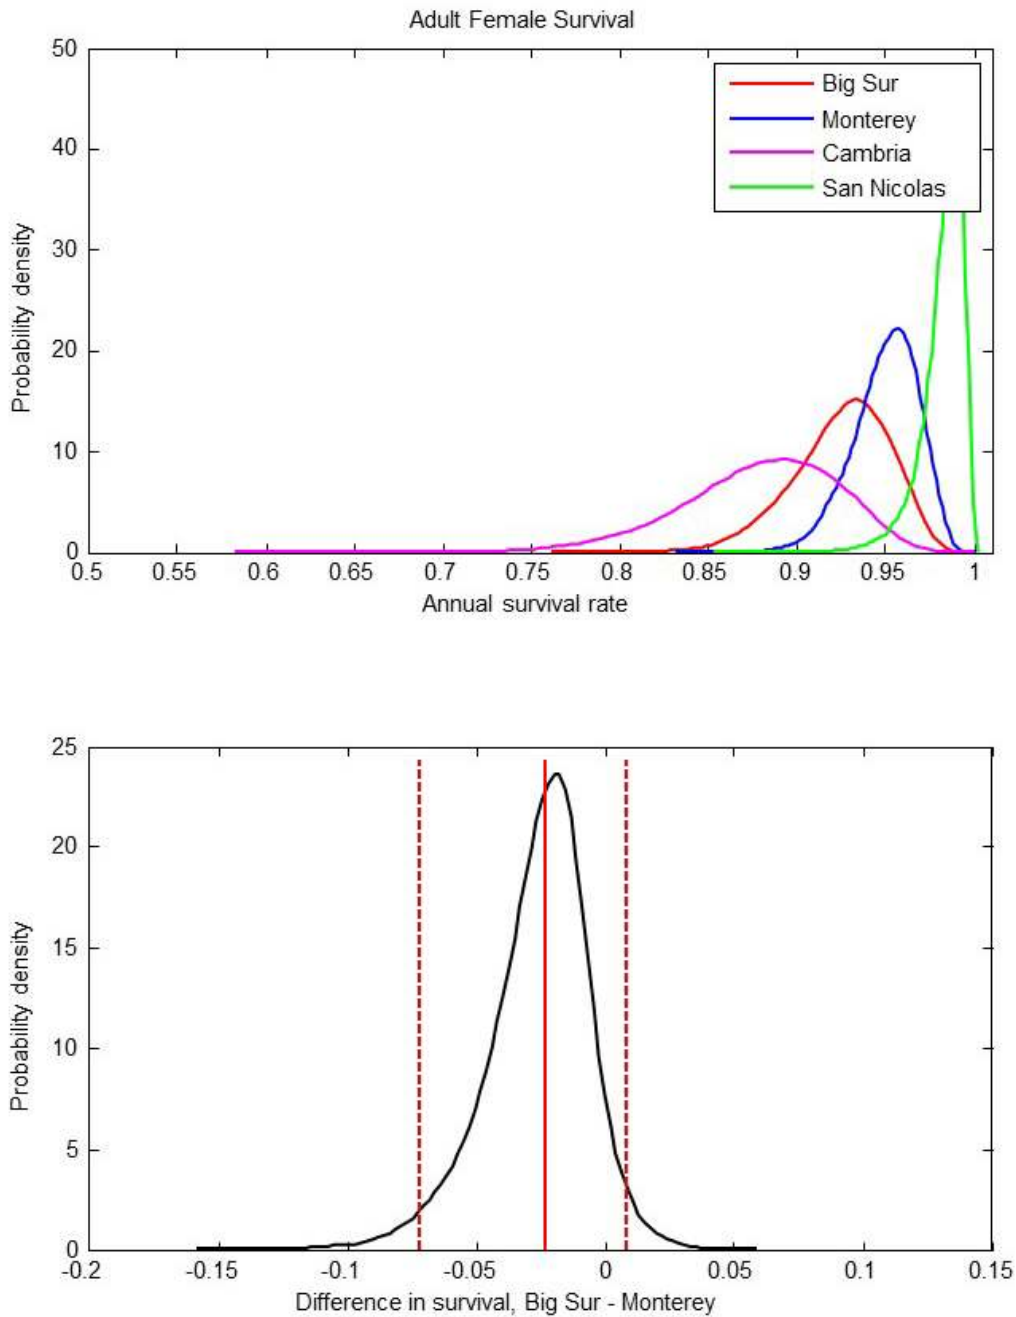 Adult Female Survival
50
40
30
20
10
0
Probability density
Big Sur
Monterey
Cambria
San Nicolas
0.5 0.55 0.6 0.65 0.7 0.75 0.8 0.85 0.9 0.95 1
Annual survival rate
25
20
15
10
5
0
Probability density
-0.2 -0.15 -0.1 -0.05 0 0.05 0.1 0.15
Difference in survival, Big Sur - Monterey